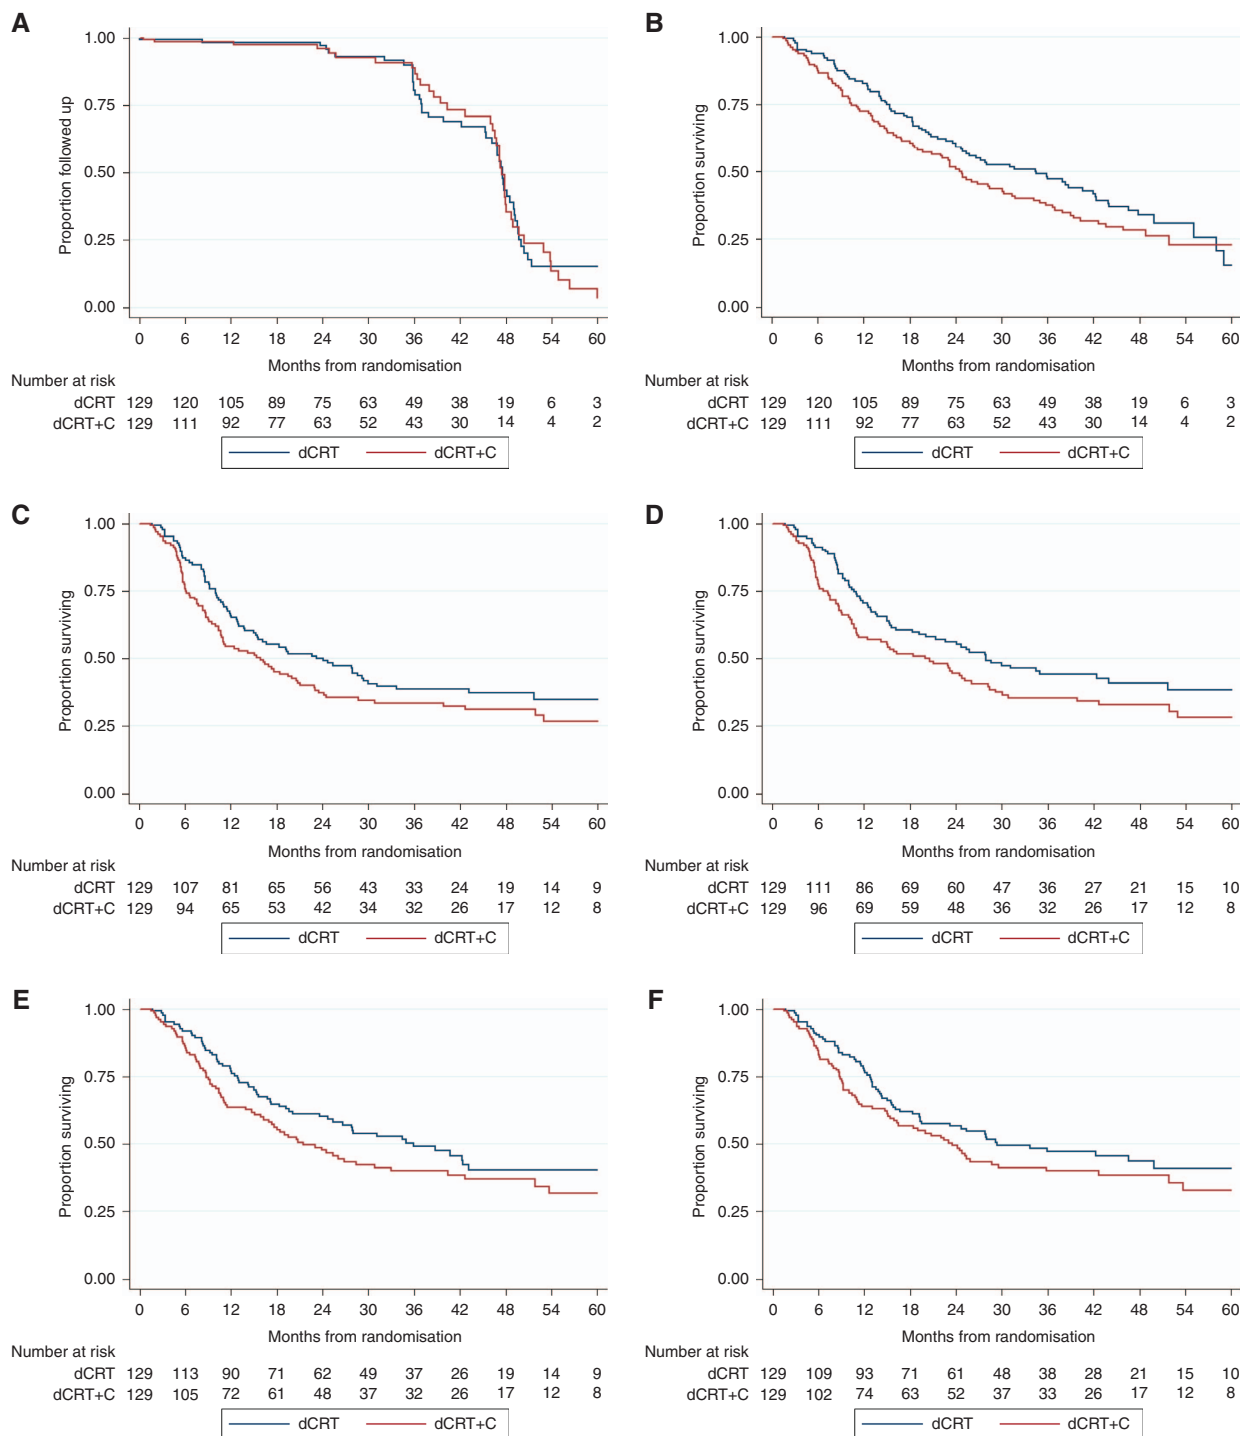 A
Proportion followed up
1.00
0.75
0.50
0.25
0.00
0 6 12 18 24 30 36 42 48 54 60
Months from randomisation
Number at risk
dCRT 129 120 105 89 75 63 49 38 19 6 3
dCRT+C 129 111 92 77 63 52 43 30 14 4 2
dCRT dCRT+C
B
Proportion surviving
1.00
0.75
0.50
0.25
0.00
0 6 12 18 24 30 36 42 48 54 60
Months from randomisation
Number at risk
dCRT 129 120 105 89 75 63 49 38 19 6 3
dCRT+C 129 111 92 77 63 52 43 30 14 4 2
dCRT dCRT+C
C
Proportion surviving
1.00
0.75
0.50
0.25
0.00
0 6 12 18 24 30 36 42 48 54 60
Months from randomisation
Number at risk
dCRT 129 107 81 65 56 43 33 24 19 14 9
dCRT+C 129 94 65 53 42 34 32 26 17 12 8
dCRT dCRT+C
D
Proportion surviving
1.00
0.75
0.50
0.25
0.00
0 6 12 18 24 30 36 42 48 54 60
Months from randomisation
Number at risk
dCRT 129 111 86 69 60 47 36 27 21 15 10
dCRT+C 129 96 69 59 48 36 32 26 17 12 8
dCRT dCRT+C
E
Proportion surviving
1.00
0.75
0.50
0.25
0.00
0 6 12 18 24 30 36 42 48 54 60
Months from randomisation
Number at risk
dCRT 129 113 90 71 62 49 37 26 19 14 9
dCRT+C 129 105 72 61 48 37 32 26 17 12 8
dCRT dCRT+C
F
Proportion surviving
1.00
0.75
0.50
0.25
0.00
0 6 12 18 24 30 36 42 48 54 60
Months from randomisation
Number at risk
dCRT 129 109 93 71 61 48 38 28 21 15 10
dCRT+C 129 102 74 63 52 37 33 26 17 12 8
dCRT dCRT+C